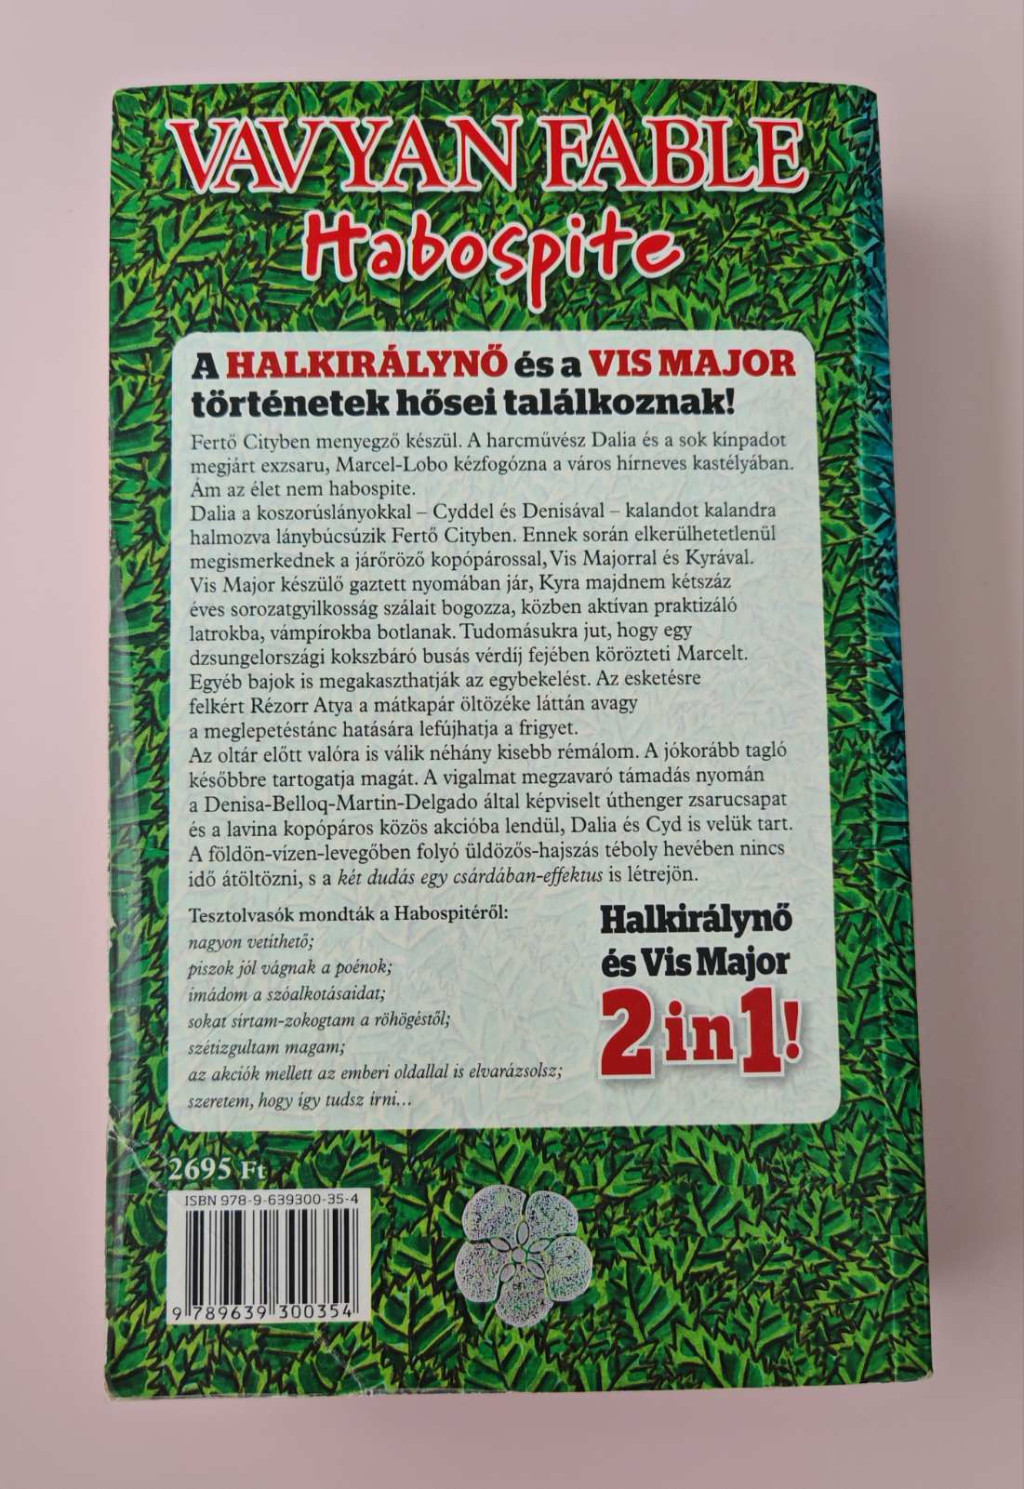 VAVYAN FABLE
Habospite
A HALKIRÁLYNŐ és a VIS MAJOR
történetek hősei találkoznak!
Fertő Cityben menyegző készül. A harcművész Dalia és a sok kínpadot
megjárt exzsaru, Marcel-Lobo kézfogózna a város hírneves kastélyában.
Ám az élet nem habospite.
Dalia a koszorúslányokkal – Cyddel és Denisával – kalandot kalandra
halmozva lánybúcsúzik Fertő Cityben. Ennek során elkerülhetetlenül
megismerkednek a járőröző kopópárossal, Vis Majorral és Kyrával.
Vis Major készülő gaztett nyomában jár, Kyra majdnem kétszáz
éves sorozatgyilkosság szálait bogozza, közben aktívan praktizáló
latrokba, vámpírokba botlanak. Tudomásukra jut, hogy egy
dzsungelországi kokszbáró busás vérdíj fejében körözteti Marcelt.
Egyéb bajok is megakaszthatják az egybekelést. Az esketésre
felkért Rézorr Atya a mátkapár öltözéke láttán avagy
a meglepetéstánc hatására lefújhatja a frigyet.
Az oltár előtt valóra is válik néhány kisebb rémálom. A jókorább tagló
későbbre tartogatja magát. A vigalmat megzavaró támadás nyomán
a Denisa-Belloq-Martin-Delgado által képviselt úthenger zsarucsapat
és a lavina kopópáros közös akcióba lendül, Dalia és Cyd is velük tart.
A földön-vízen-levegőben folyó üldözős-hajszás téboly hevében nincs
idő átöltözni, s a két dudás egy csárdában-effektus is létrejön.
Tesztolvasók mondták a Habospitéről:
nagyon vetíthető;
piszok jól vágnak a poénok;
imádom a szóalkotásaidat;
sokat sírtam-zokogtam a röhögéstől;
szétizgultam magam;
az akciók mellett az emberi oldallal is elvarázsolsz;
szeretem, hogy így tudsz írni...
Halkirálynő
és Vis Major
2 in 1!
2695 Ft
ISBN 978-9-639300-35-4
9 789639 300354